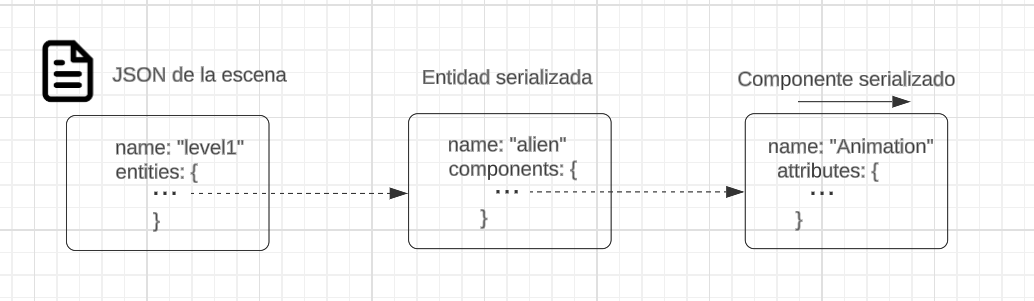 JSON de la escena
name: "level1"
entities: {
...
}
Entidad serializada
name: "alien"
components: {
...
}
Componente serializado
name: "Animation"
attributes: {
...
}